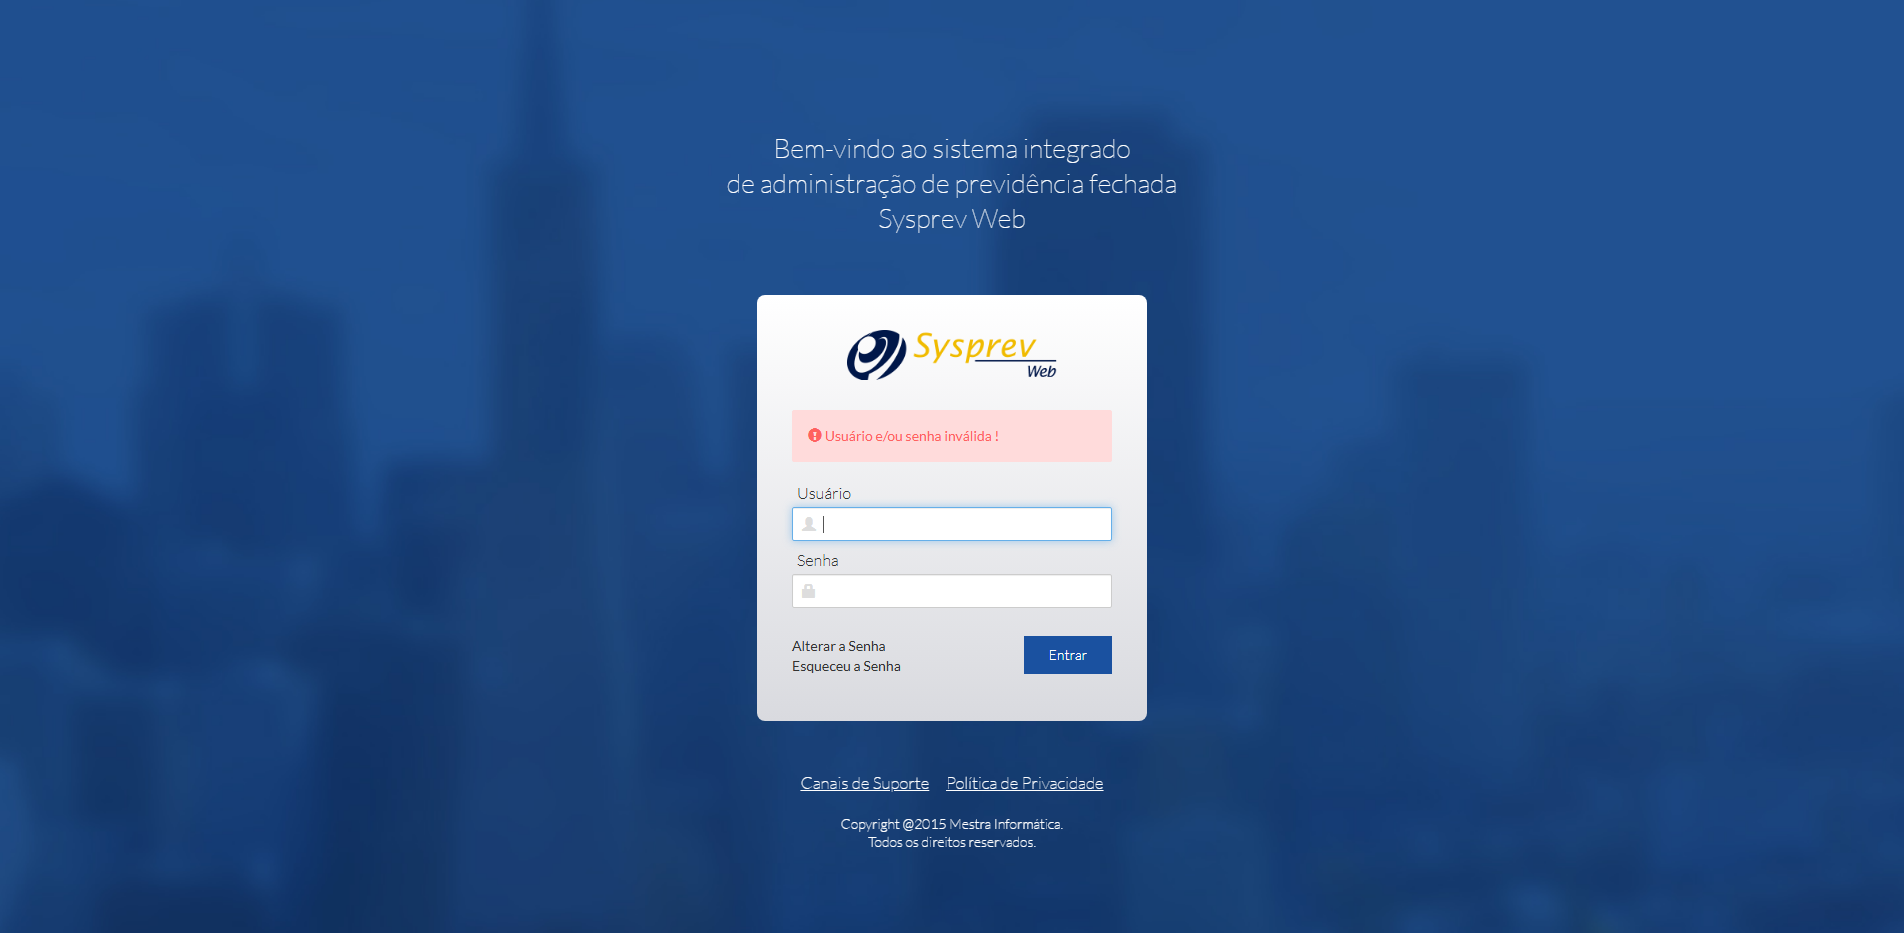 Bem-vindo ao sistema integrado
de administração de previdência fechada
Sysprev Web
Sysprev
Web
Usuário e/ou senha inválida !
Usuário
Senha
Alterar a Senha
Esqueceu a Senha
Entrar
Canais de Suporte Política de Privacidade
Copyright @2015 Mestra Informática.
Todos os direitos reservados.